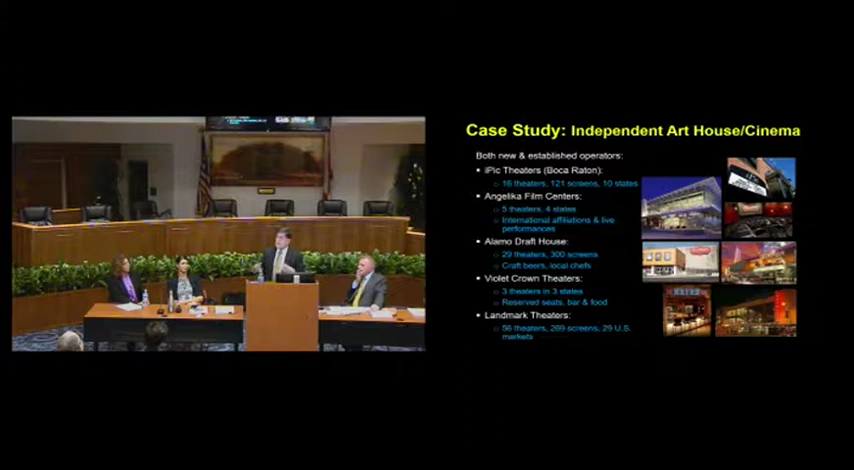 Case Study: Independent Art House/Cinema
Both new & established operators:
▪ iPic Theaters (Boca Raton):
o 16 theaters, 121 screens, 10 states
▪ Angelika Film Centers:
o 5 theaters, 4 states
o International affiliations & live
performances
▪ Alamo Draft House:
o 29 theaters, 300 screens
o Craft beers, local chefs
▪ Violet Crown Theaters:
o 3 theaters in 3 states
o Reserved seats, bar & food
▪ Landmark Theaters:
o 56 theaters, 269 screens, 29 U.S.
markets